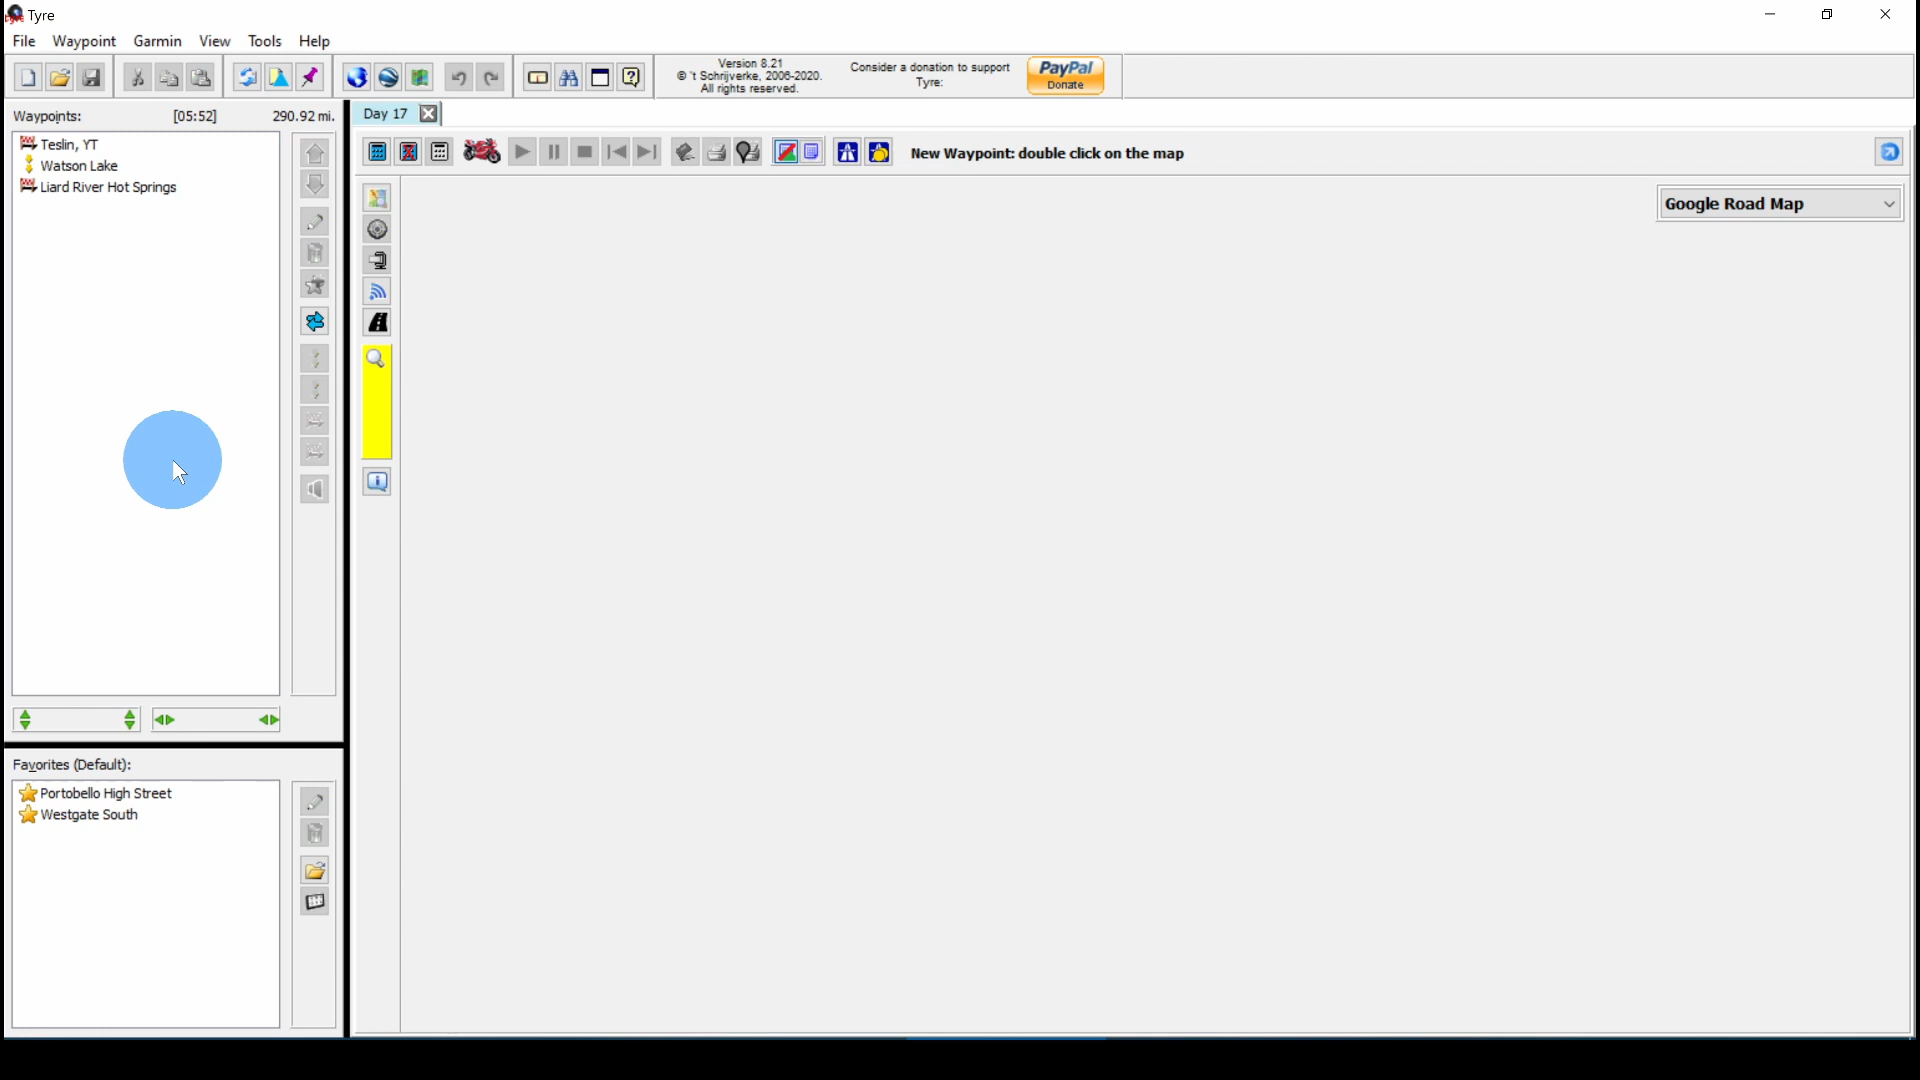 Tyre
File Waypoint Garmin View Tools Help
Version 8.21
© 't Schrijverke, 2006-2020.
All rights reserved.
Consider a donation to support
Tyre:
PayPal
Donate
Waypoints: [05:52] 290.92 mi.
Day 17
Teslin, YT
Watson Lake
Liard River Hot Springs
New Waypoint: double click on the map
Google Road Map
Favorites (Default):
Portobello High Street
Westgate South